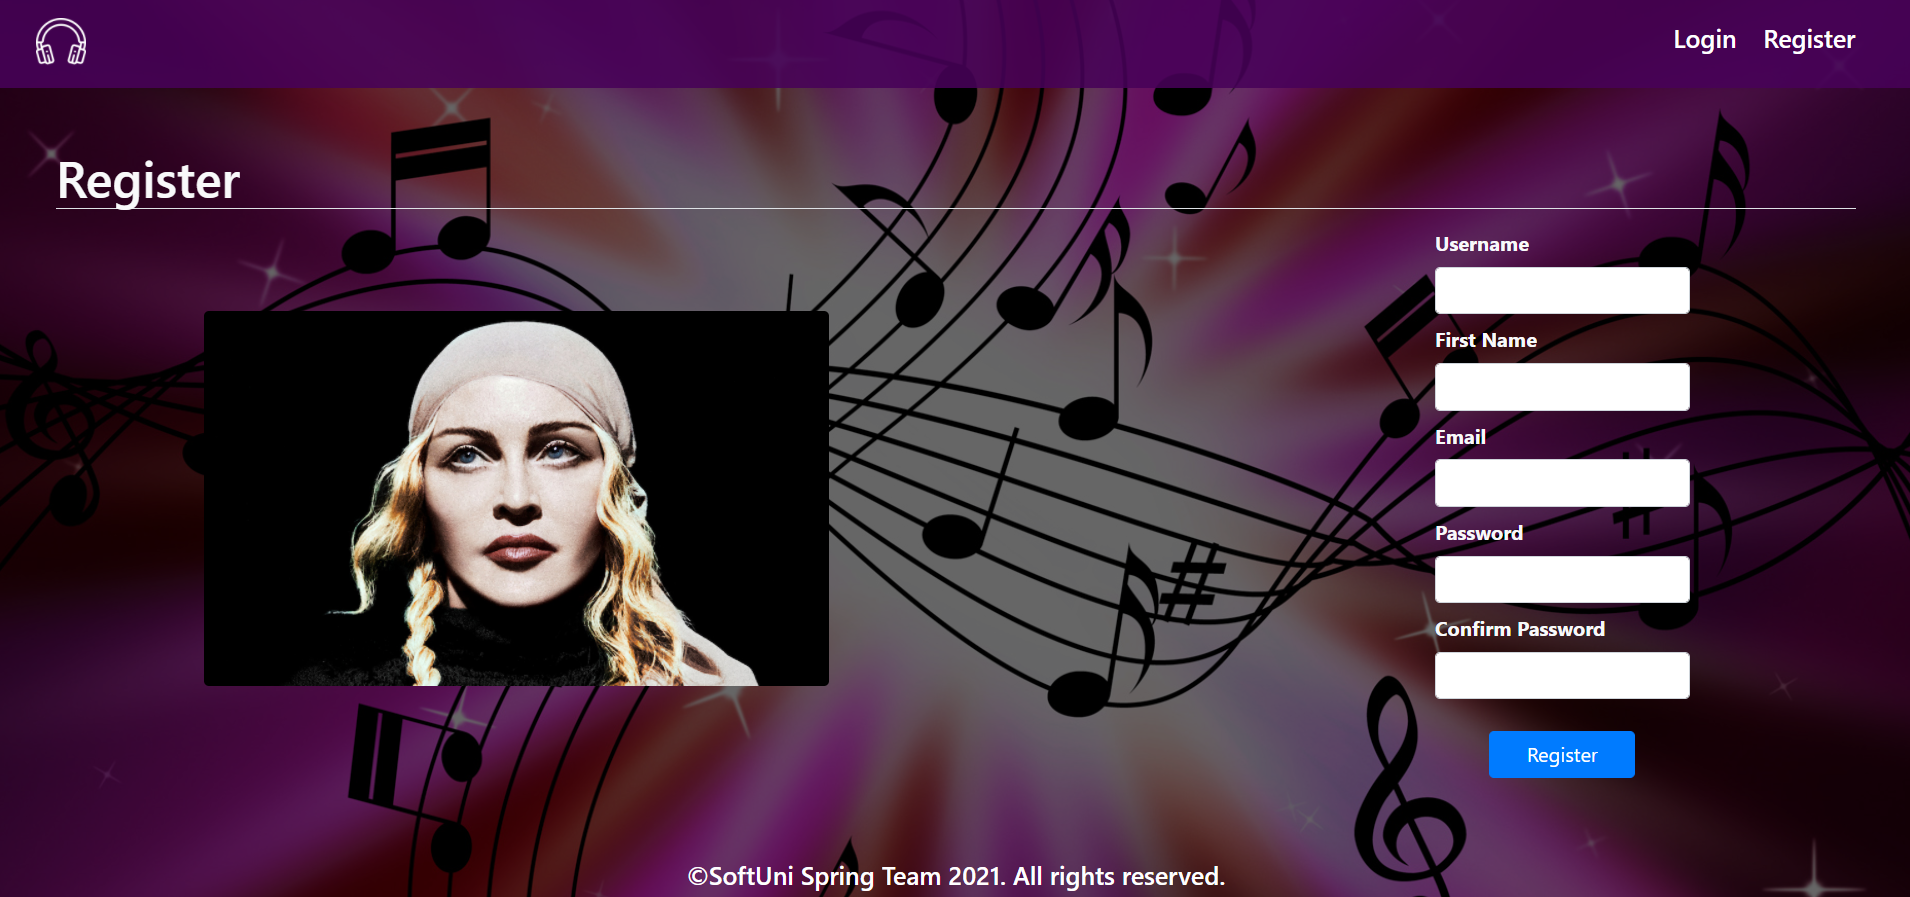 Login Register
Register
Username
First Name
Email
Password
Confirm Password
Register
©SoftUni Spring Team 2021. All rights reserved.